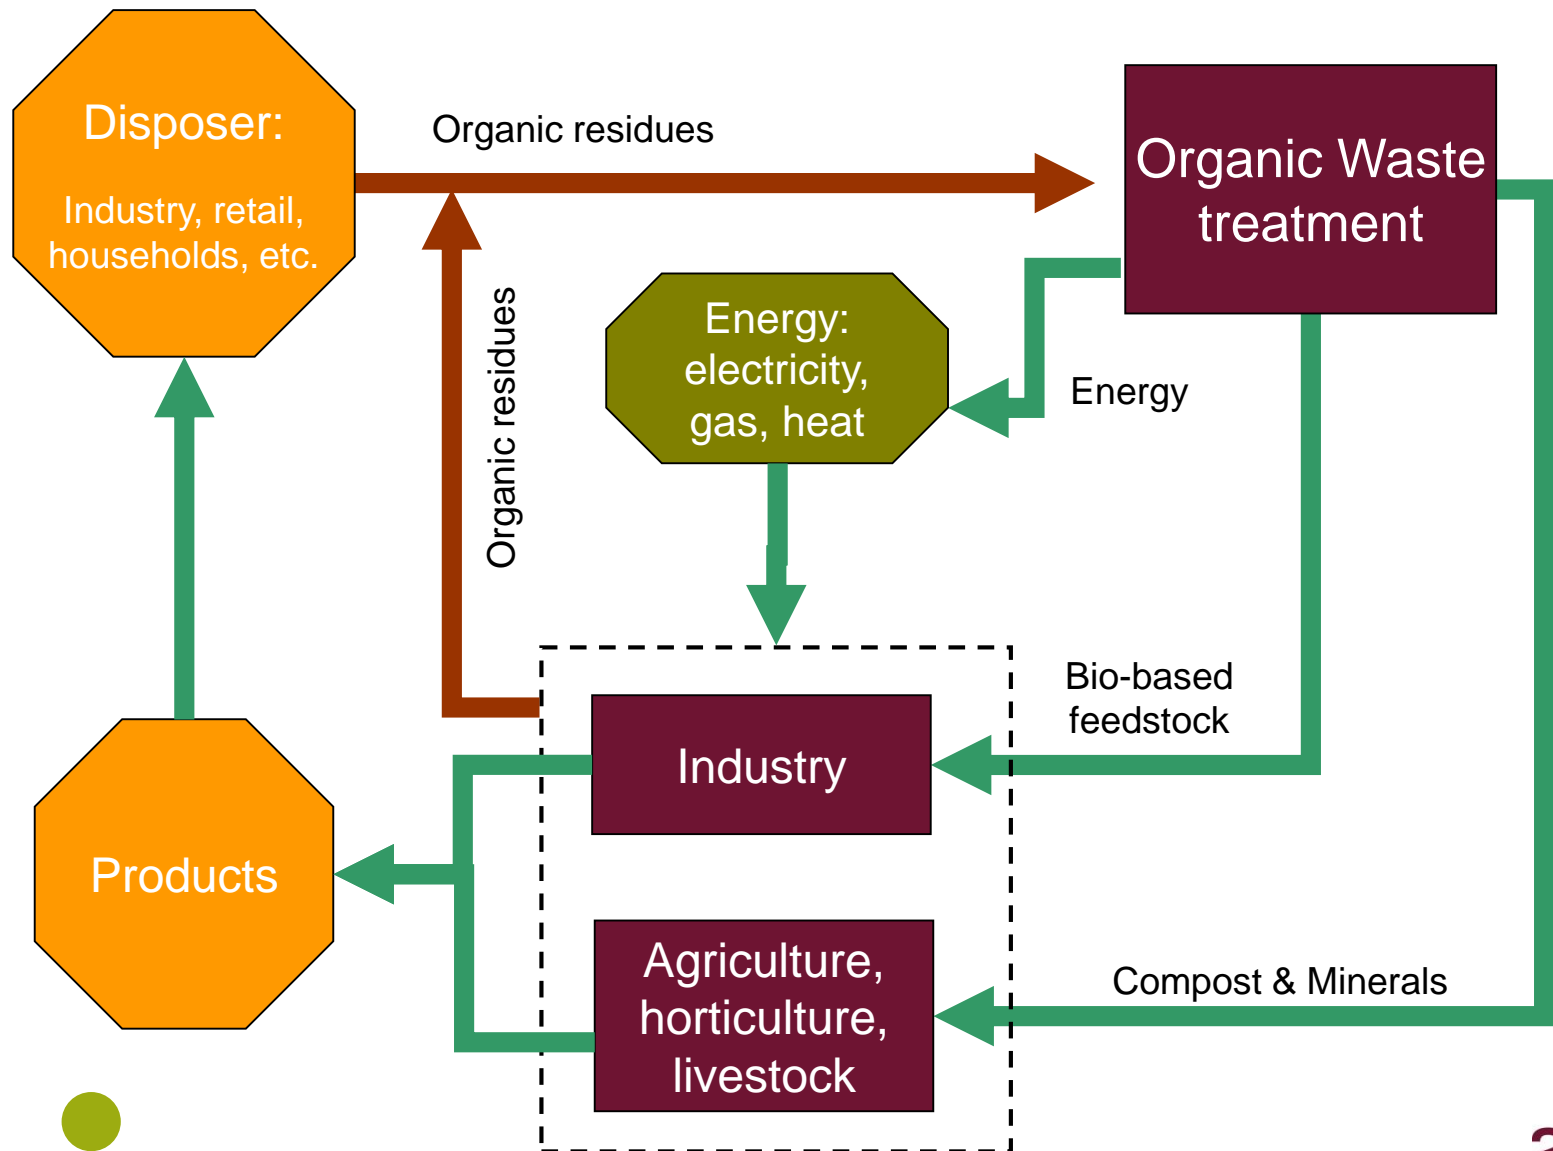 Disposer:
Industry, retail,
households, etc.
Organic residues
Organic Waste
treatment
Energy:
electricity,
gas, heat
Energy
Organic residues
Bio-based
feedstock
Industry
Products
Agriculture,
horticulture,
livestock
Compost & Minerals